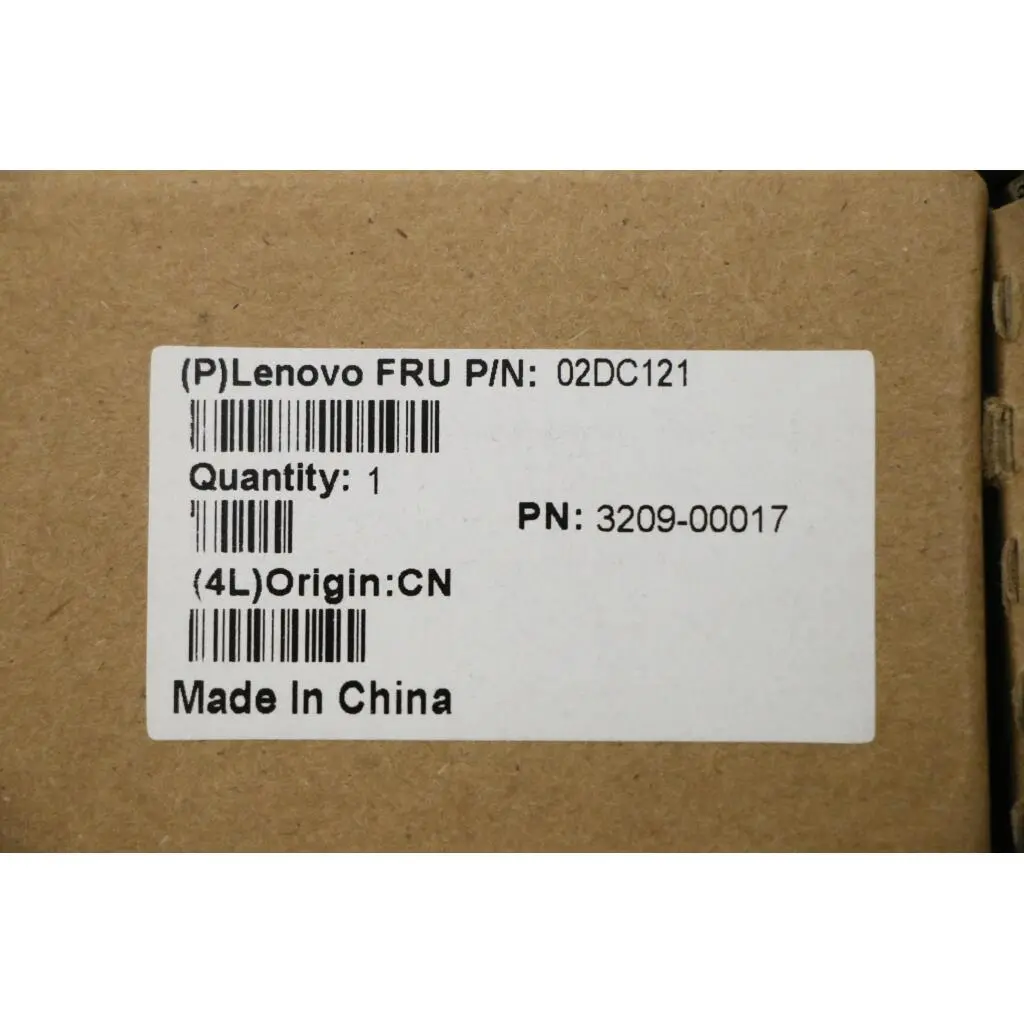 (P)Lenovo FRU P/N: 02DC121
Quantity: 1
PN: 3209-00017
(4L)Origin:CN
Made In China